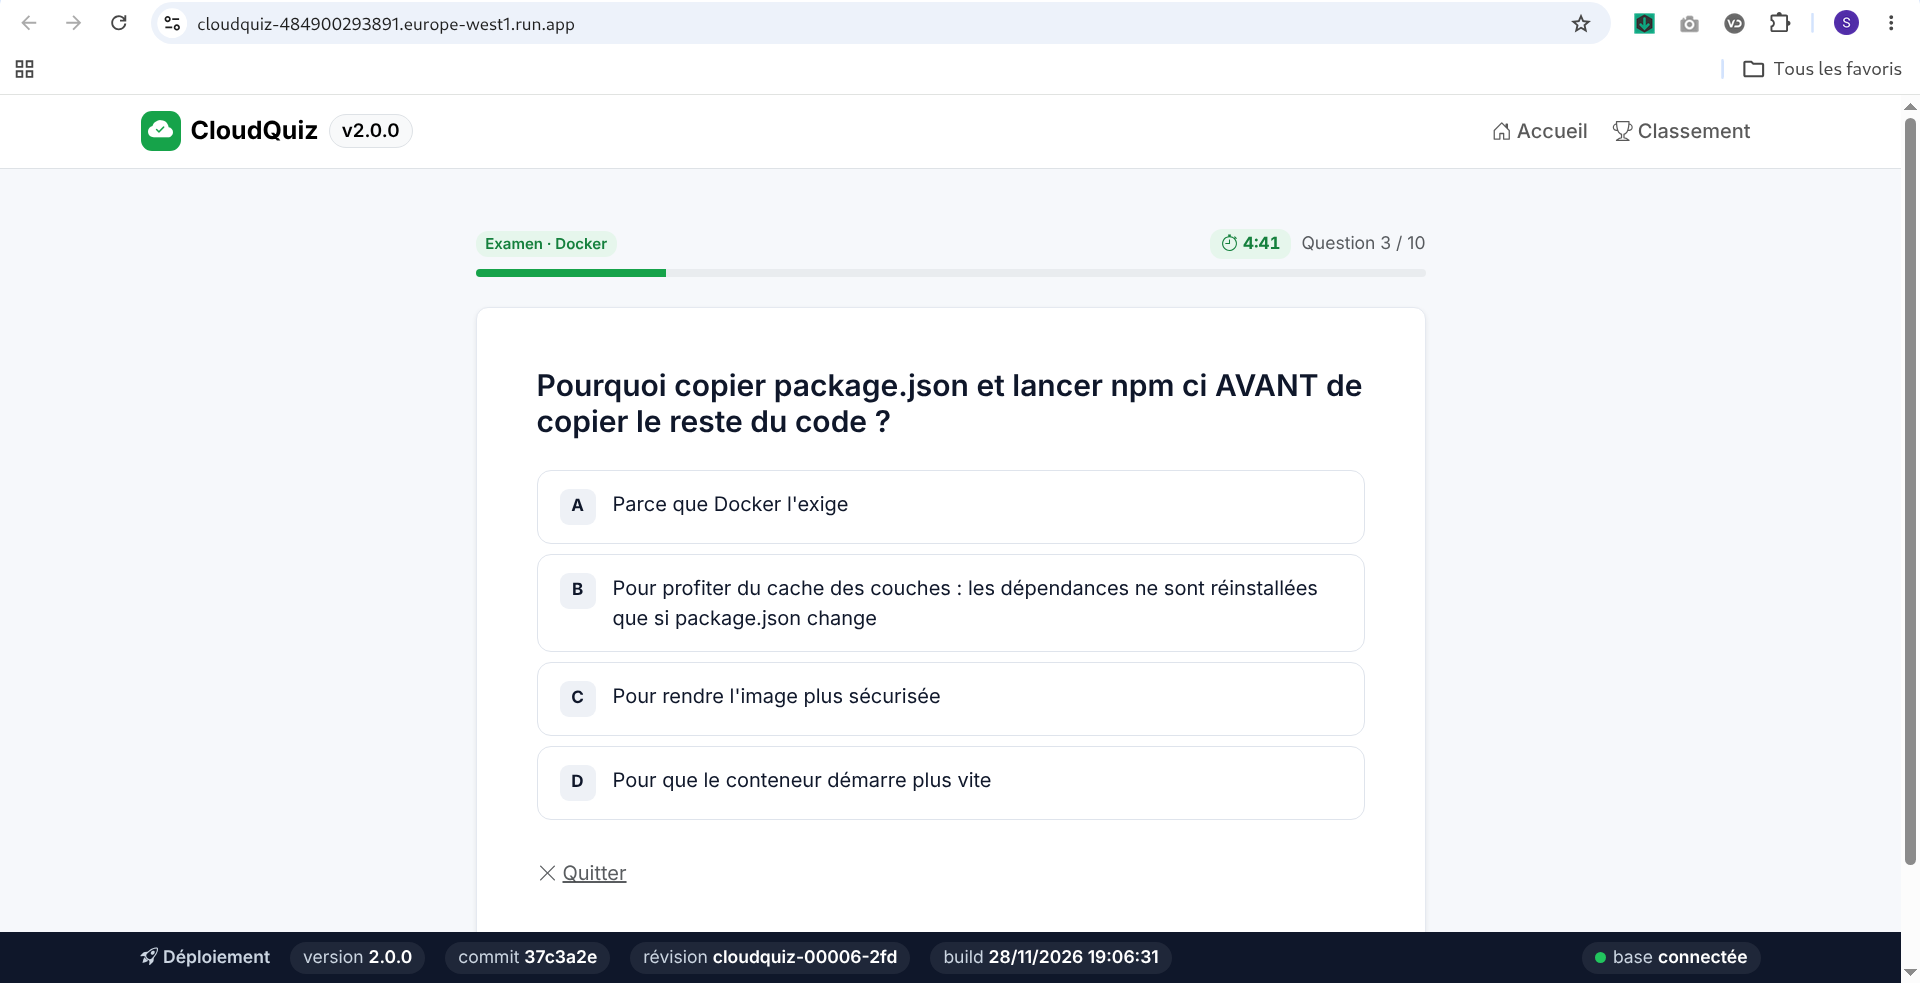 cloudquiz-484900293891.europe-west1.run.app
S
Tous les favoris
CloudQuiz v2.0.0
Accueil Classement
Examen · Docker 4:41 Question 3 / 10
Pourquoi copier package.json et lancer npm ci AVANT de
copier le reste du code ?
A Parce que Docker l'exige
B Pour profiter du cache des couches : les dépendances ne sont réinstallées
que si package.json change
C Pour rendre l'image plus sécurisée
D Pour que le conteneur démarre plus vite
Quitter
Déploiement version 2.0.0 commit 37c3a2e révision cloudquiz-00006-2fd build 28/11/2026 19:06:31 base connectée